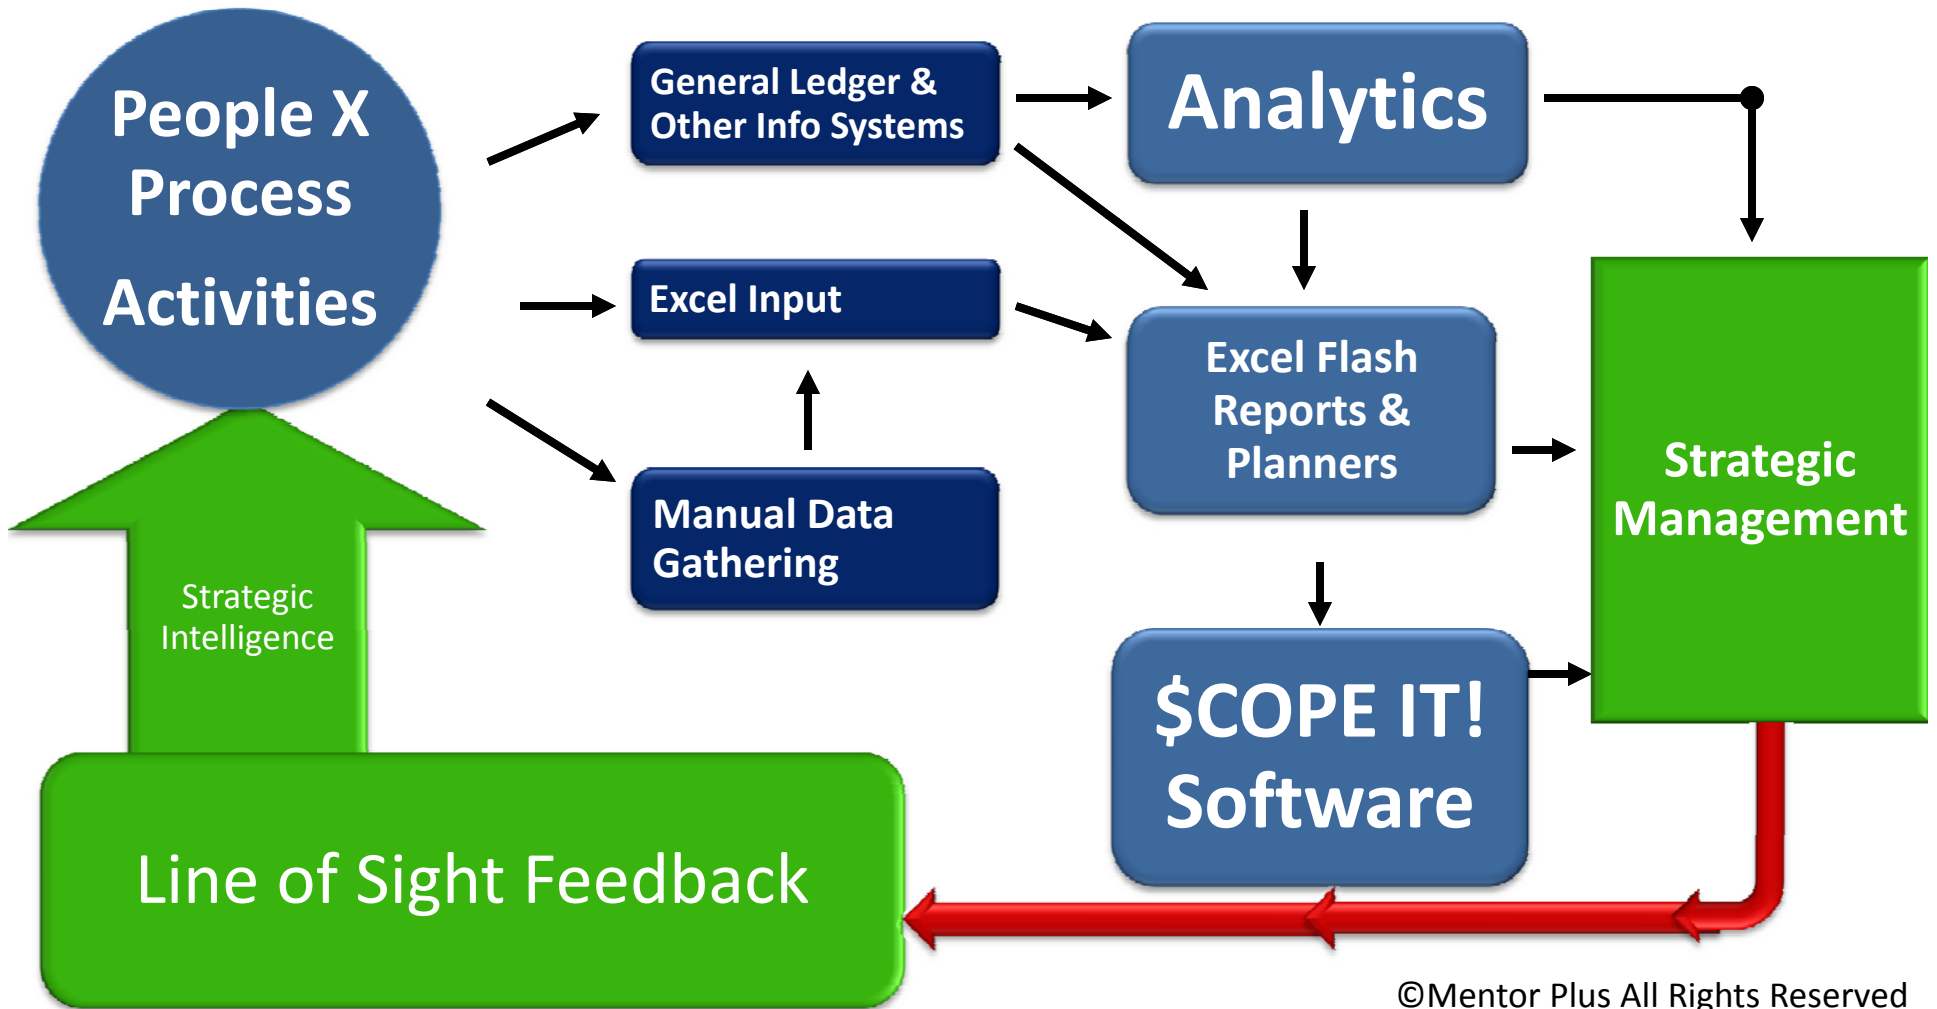 People X
Process
Activities
General Ledger &
Other Info Systems
Analytics
Excel Input
Excel Flash
Reports &
Planners
Strategic
Management
Manual Data
Gathering
Strategic
Intelligence
$COPE IT!
Software
Line of Sight Feedback
©Mentor Plus All Rights Reserved